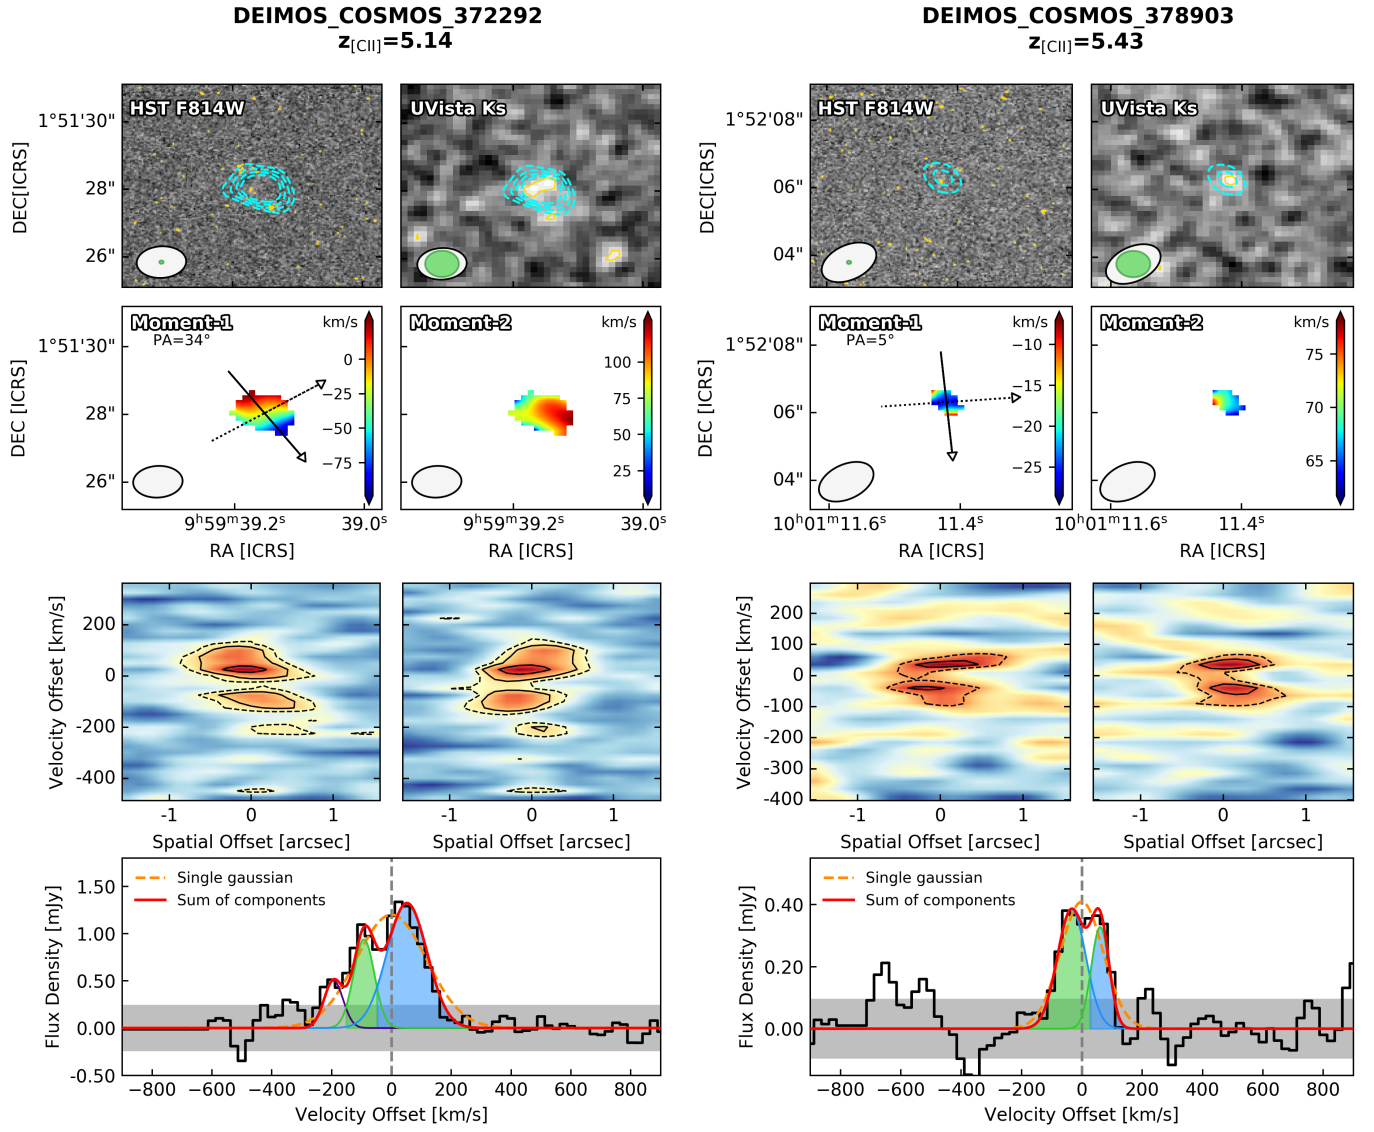 DEIMOS_COSMOS_372292
z[CII]=5.14
HST F814W
UVista Ks
1°51'30"
28"
26"
DEC[ICRS]
Moment-1
PA=34°
km/s
0
−25
−50
−75
Moment-2
km/s
100
75
50
25
1°51'30"
28"
26"
DEC [ICRS]
9h59m39.2s
39.0s
9h59m39.2s
39.0s
RA [ICRS]
RA [ICRS]
200
0
-200
-400
Velocity Offset [km/s]
-1
0
1
-1
0
1
Spatial Offset [arcsec]
Spatial Offset [arcsec]
Single gaussian
Sum of components
1.50
1.00
0.50
0.00
-0.50
Flux Density [mJy]
−800
−600
−400
−200
0
200
400
600
800
Velocity Offset [km/s]
DEIMOS_COSMOS_378903
z[CII]=5.43
HST F814W
UVista Ks
1°52'08"
06"
04"
DEC[ICRS]
Moment-1
PA=5°
km/s
−10
−15
−20
−25
Moment-2
km/s
75
70
65
1°52'08"
06"
04"
DEC [ICRS]
10h01m11.6s
11.4s
10h01m11.6s
11.4s
RA [ICRS]
RA [ICRS]
200
100
0
-100
-200
-300
-400
Velocity Offset [km/s]
-1
0
1
-1
0
1
Spatial Offset [arcsec]
Spatial Offset [arcsec]
Single gaussian
Sum of components
0.40
0.20
0.00
Flux Density [mJy]
−800
−600
−400
−200
0
200
400
600
800
Velocity Offset [km/s]